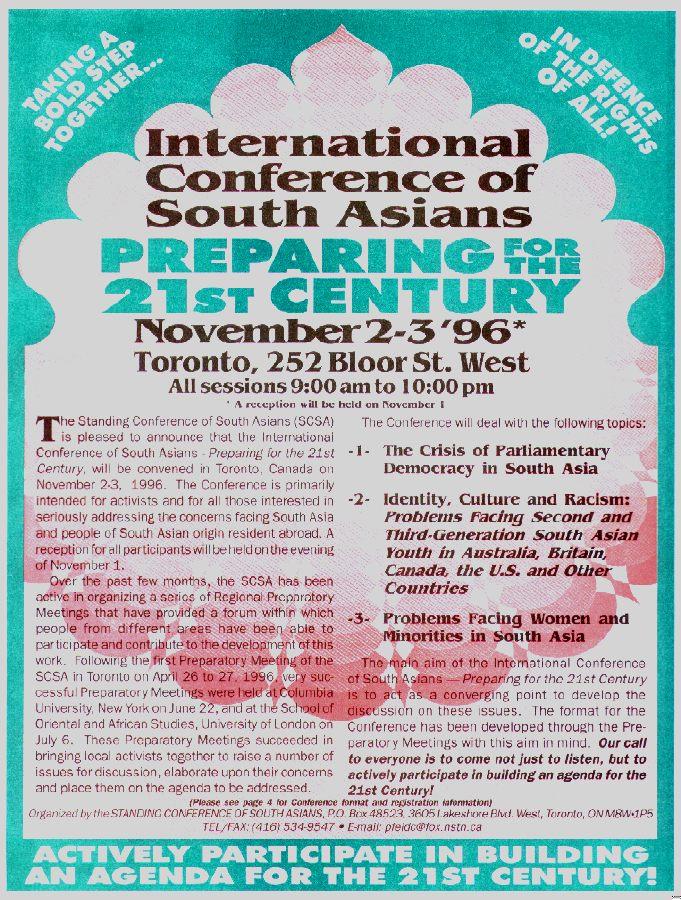 TAKING A
BOLD STEP
TOGETHER...
IN DEFENCE
OF THE RIGHTS
OF ALL!
International
Conference of
South Asians
PREPARING FOR THE
21ST CENTURY
November 2-3 '96*
Toronto, 252 Bloor St. West
All sessions 9:00 am to 10:00 pm
* A reception will be held on November 1
The Standing Conference of South Asians (SCSA)
is pleased to announce that the International
Conference of South Asians - Preparing for the 21st
Century, will be convened in Toronto, Canada on
November 2-3, 1996. The Conference is primarily
intended for activists and for all those interested in
seriously addressing the concerns facing South Asia
and people of South Asian origin resident abroad. A
reception for all participants will be held on the evening
of November 1.
Over the past few months, the SCSA has been
active in organizing a series of Regional Preparatory
Meetings that have provided a forum within which
people from different areas have been able to
participate and contribute to the development of this
work. Following the first Preparatory Meeting of the
SCSA in Toronto on April 26 to 27, 1996, very suc-
cessful Preparatory Meetings were held at Columbia
University, New York on June 22, and at the School of
Oriental and African Studies, University of London on
July 6. These Preparatory Meetings succeeded in
bringing local activists together to raise a number of
issues for discussion, elaborate upon their concerns
and place them on the agenda to be addressed.
The Conference will deal with the following topics:
-1- The Crisis of Parliamentary
Democracy in South Asia
-2- Identity, Culture and Racism:
Problems Facing Second and
Third-Generation South Asian
Youth in Australia, Britain,
Canada, the U.S. and Other
Countries
-3- Problems Facing Women and
Minorities in South Asia
The main aim of the International Conference
of South Asians — Preparing for the 21st Century
is to act as a converging point to develop the
discussion on these issues. The format for the
Conference has been developed through the Pre-
paratory Meetings with this aim in mind. Our call
to everyone is to come not just to listen, but to
actively participate in building an agenda for the
21st Century!
(Please see page 4 for Conference format and registration information)
Organized by the STANDING CONFERENCE OF SOUTH ASIANS, P.O. Box 48523, 3605 Lakeshore Blvd. West, Toronto, ON M8W•1P5
TEL/FAX: (416) 534-9547 • E-mail: pfeidc@fox.nstn.ca
ACTIVELY PARTICIPATE IN BUILDING
AN AGENDA FOR THE 21ST CENTURY!